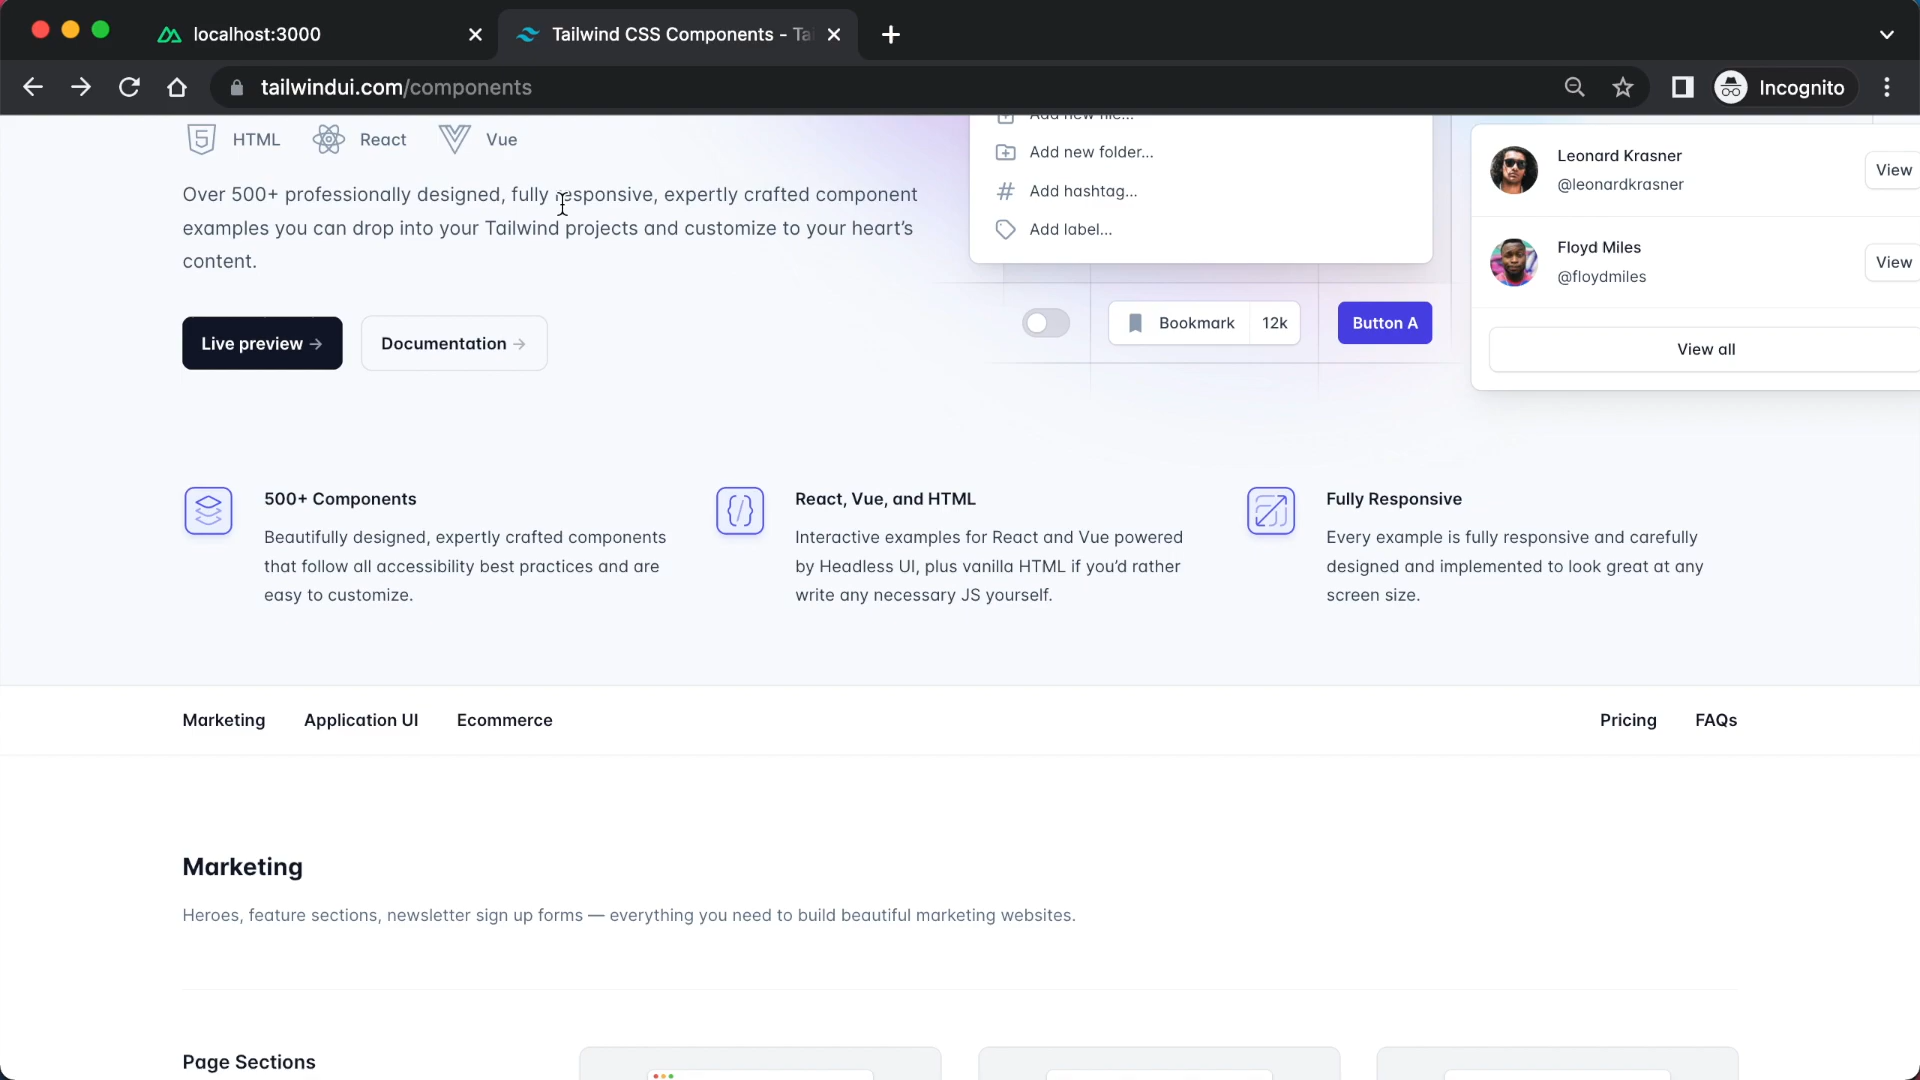 localhost:3000
Tailwind CSS Components - Ta
tailwindui.com/components
Incognito
HTML
React
Vue
Over 500+ professionally designed, fully responsive, expertly crafted component
examples you can drop into your Tailwind projects and customize to your heart’s
content.
Live preview →
Documentation →
Add new file...
Add new folder...
Add hashtag...
Add label...
Bookmark 12k
Button A
Leonard Krasner
@leonardkrasner
View
Floyd Miles
@floydmiles
View
View all
500+ Components
Beautifully designed, expertly crafted components
that follow all accessibility best practices and are
easy to customize.
React, Vue, and HTML
Interactive examples for React and Vue powered
by Headless UI, plus vanilla HTML if you’d rather
write any necessary JS yourself.
Fully Responsive
Every example is fully responsive and carefully
designed and implemented to look great at any
screen size.
Marketing Application UI Ecommerce Pricing FAQs
Marketing
Heroes, feature sections, newsletter sign up forms — everything you need to build beautiful marketing websites.
Page Sections